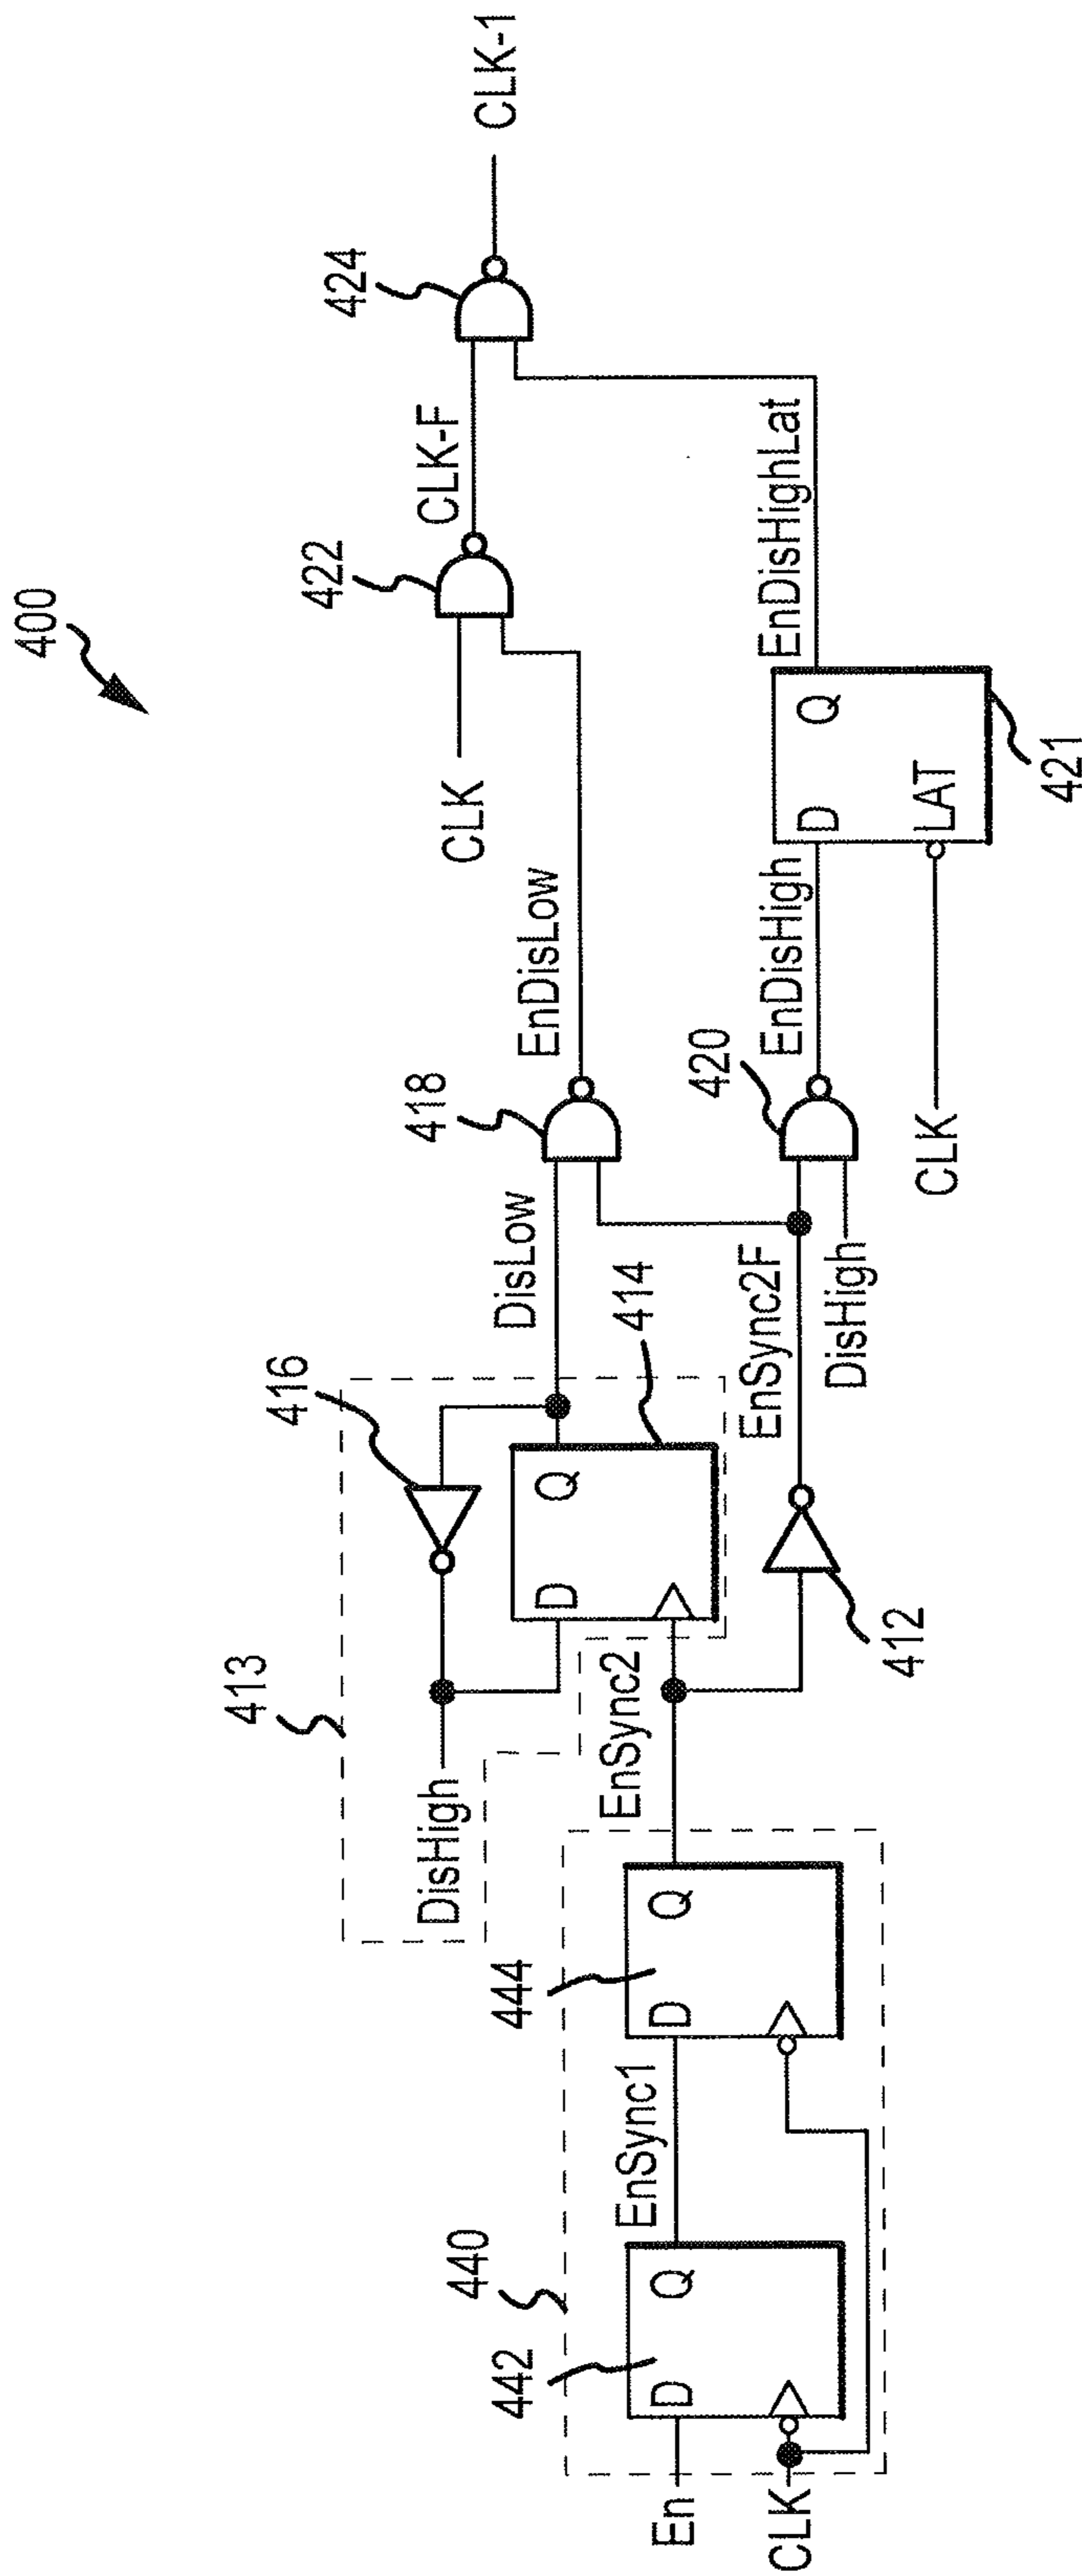 400
424
CLK-1
422
CLK-F
CLK
418
EnDisLow
416
DisLow
413
414
Q
D
DisHigh
EnSync2
EnSync2F
420
EnDisHigh
EnDisHighLat
D
Q
LAT
421
CLK
DisHigh
412
440
442
444
En
D
Q
EnSync1
D
Q
CLK